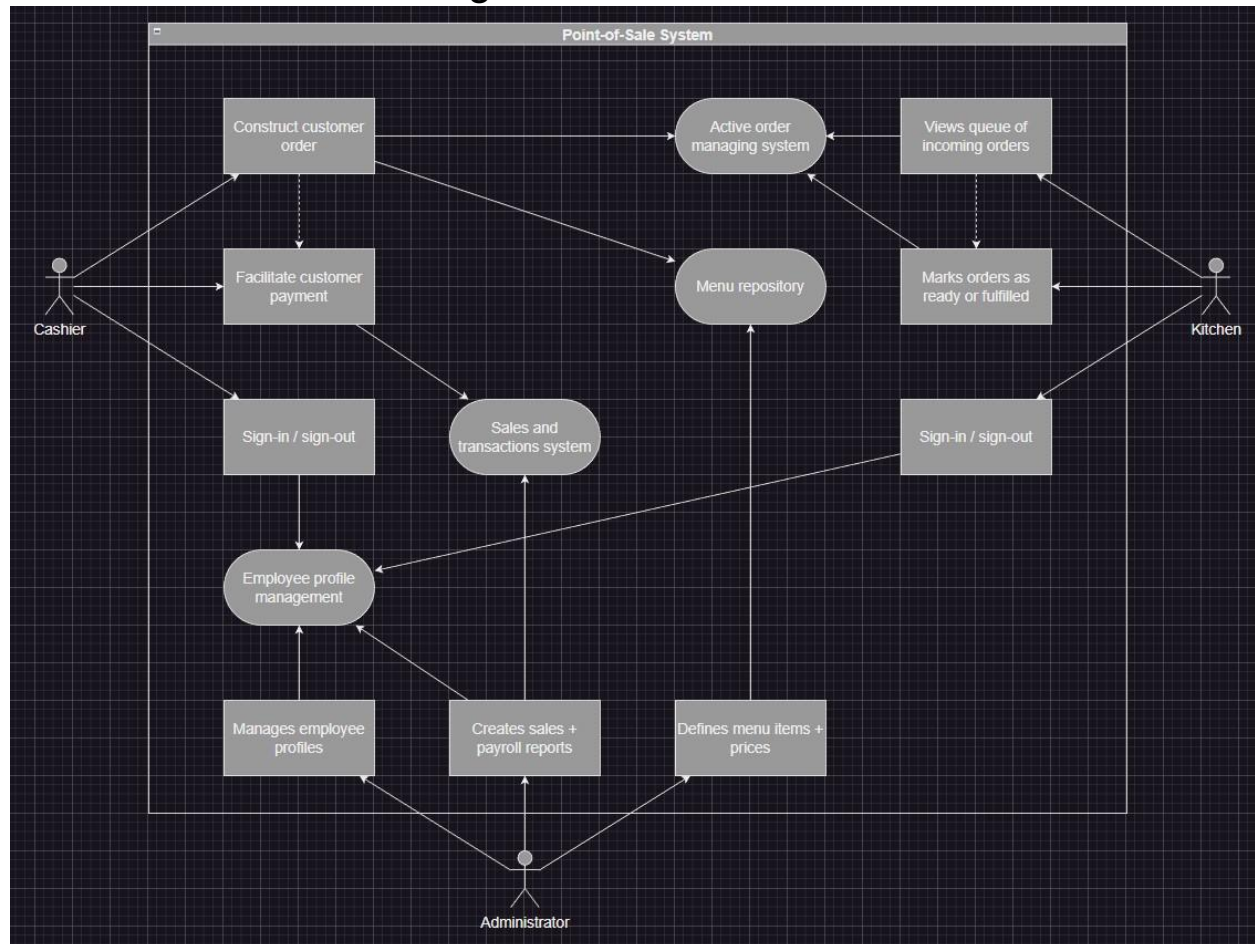 Point-of-Sale System
Construct customer
order
Active order
managing system
Views queue of
incoming orders
Facilitate customer
payment
Menu repository
Marks orders as
ready or fulfilled
Cashier
Kitchen
Sign-in / sign-out
Sales and
transactions system
Sign-in / sign-out
Employee profile
management
Manages employee
profiles
Creates sales +
payroll reports
Defines menu items +
prices
Administrator